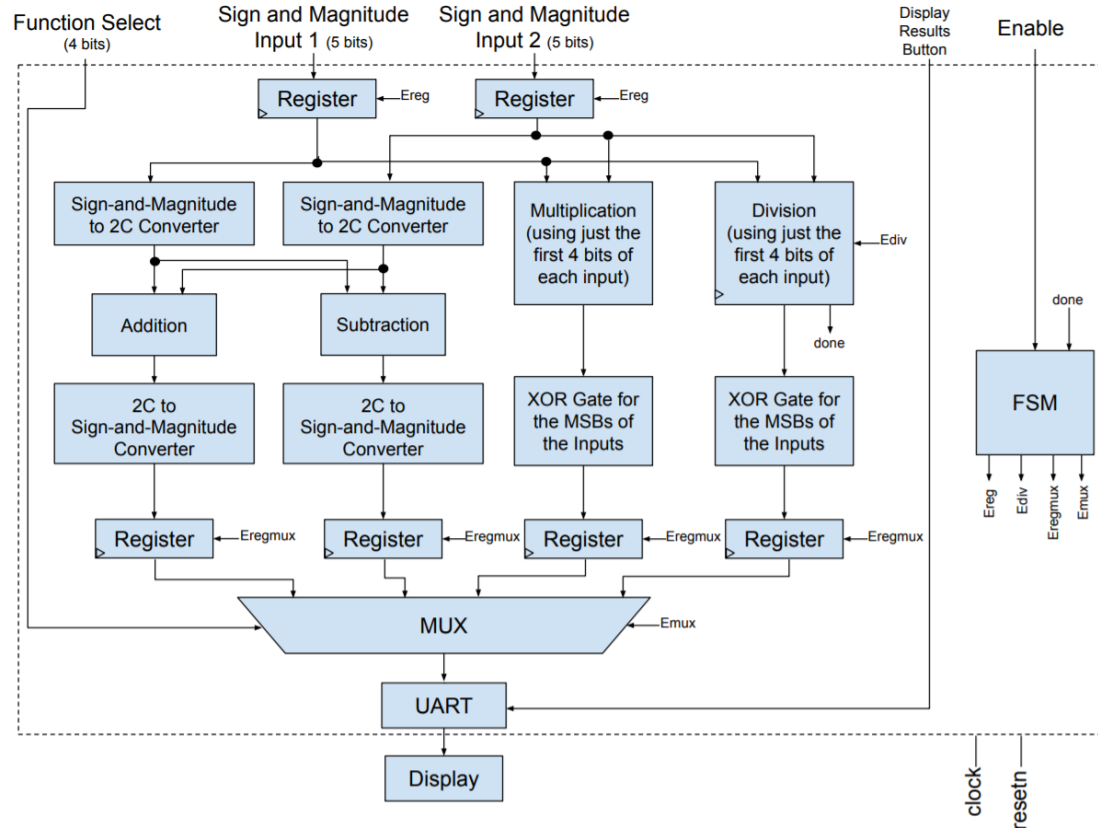 Function Select
(4 bits)
Sign and Magnitude
Input 1 (5 bits)
Sign and Magnitude
Input 2 (5 bits)
Display
Results
Button
Enable
Register
Ereg
Register
Ereg
Sign-and-Magnitude
to 2C Converter
Sign-and-Magnitude
to 2C Converter
Multiplication
(using just the
first 4 bits of
each input)
Division
(using just the
first 4 bits of
each input)
Ediv
Addition
Subtraction
done
done
2C to
Sign-and-Magnitude
Converter
2C to
Sign-and-Magnitude
Converter
XOR Gate for
the MSBs of
the Inputs
XOR Gate for
the MSBs of
the Inputs
FSM
Ereg
Ediv
Eregmux
Emux
Register
Eregmux
Register
Eregmux
Register
Eregmux
Register
Eregmux
MUX
Emux
UART
Display
clock
resetn